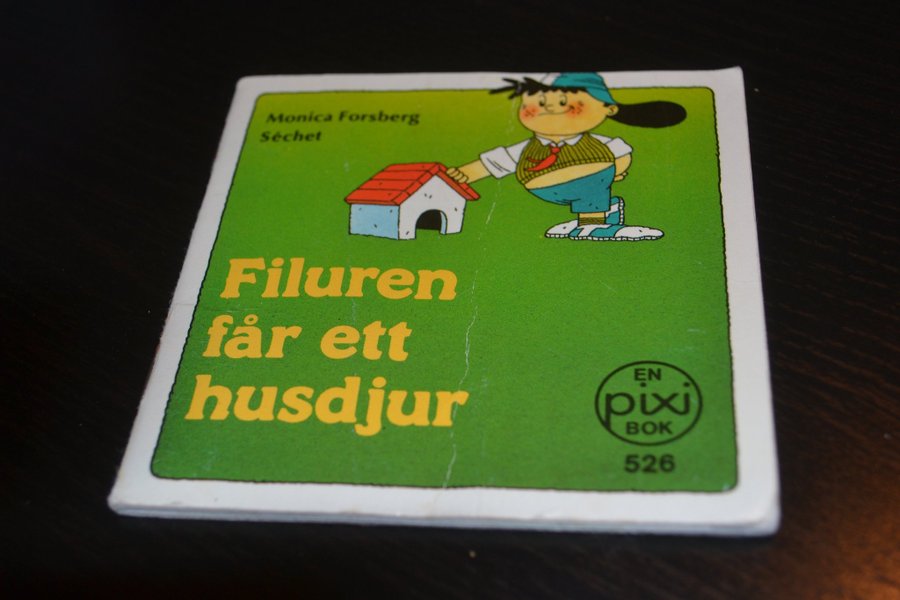 Monica Forsberg
Séchet
Filuren
får ett
husdjur
EN
pixi
BOK
526